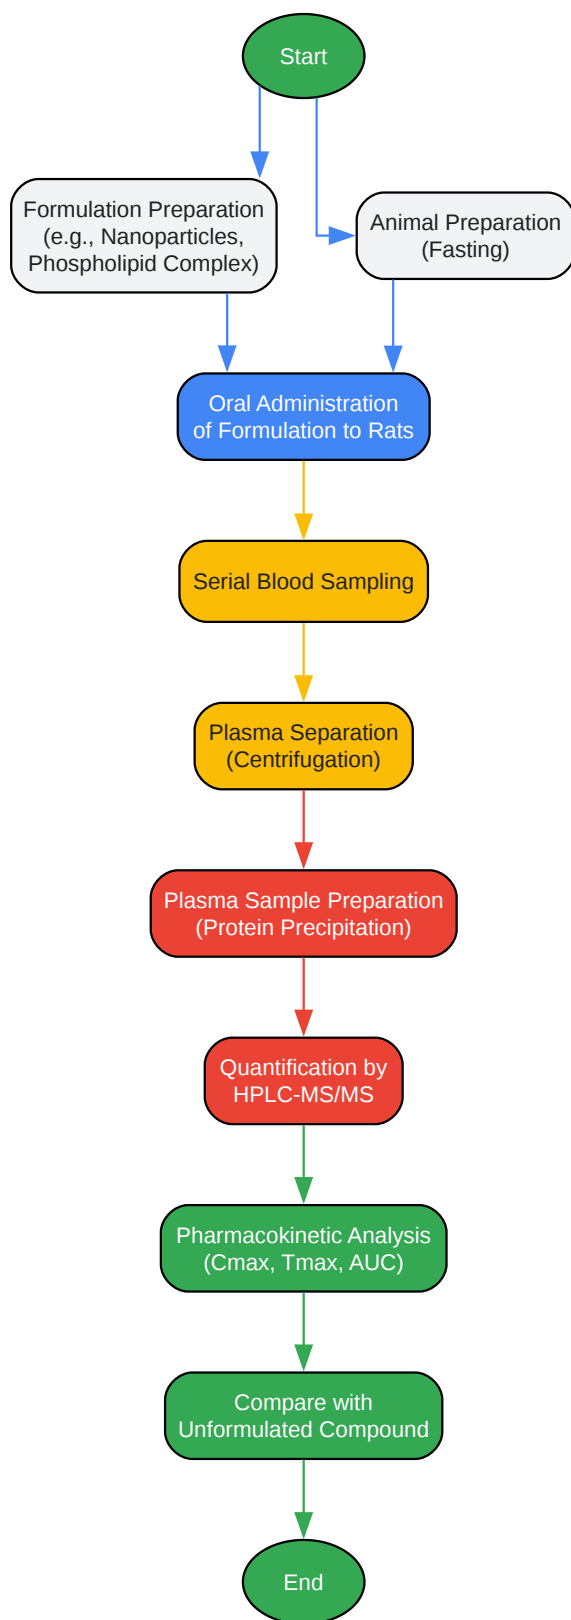 Start
Formulation Preparation
(e.g., Nanoparticles,
Phospholipid Complex)
Animal Preparation
(Fasting)
Oral Administration
of Formulation to Rats
Serial Blood Sampling
Plasma Separation
(Centrifugation)
Plasma Sample Preparation
(Protein Precipitation)
Quantification by
HPLC-MS/MS
Pharmacokinetic Analysis
(Cmax, Tmax, AUC)
Compare with
Unformulated Compound
End